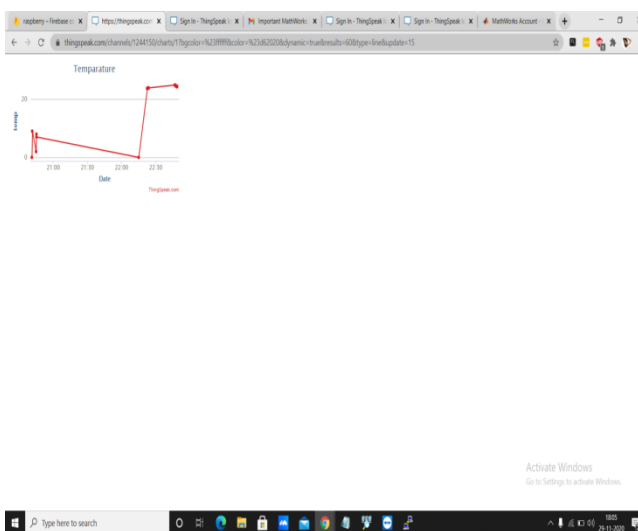 raspberry – Firebase co
https://thingspeak.com
Sign In - ThingSpeak I
Important MathWorks
Sign in - ThingSpeak I
Sign In - ThingSpeak I
MathWorks Account
thingspeak.com/channels/1244150/charts/1?bgcolor=%23ffffff&color=%23d62020&dynamic=true&results=60&type=line&update=15
Temparature
20
0
21:00 21:30 22:00 22:30
Date
ThingSpeak.com
Activate Windows
Go to Settings to activate Windows.
Type here to search
18:05
29-11-2020